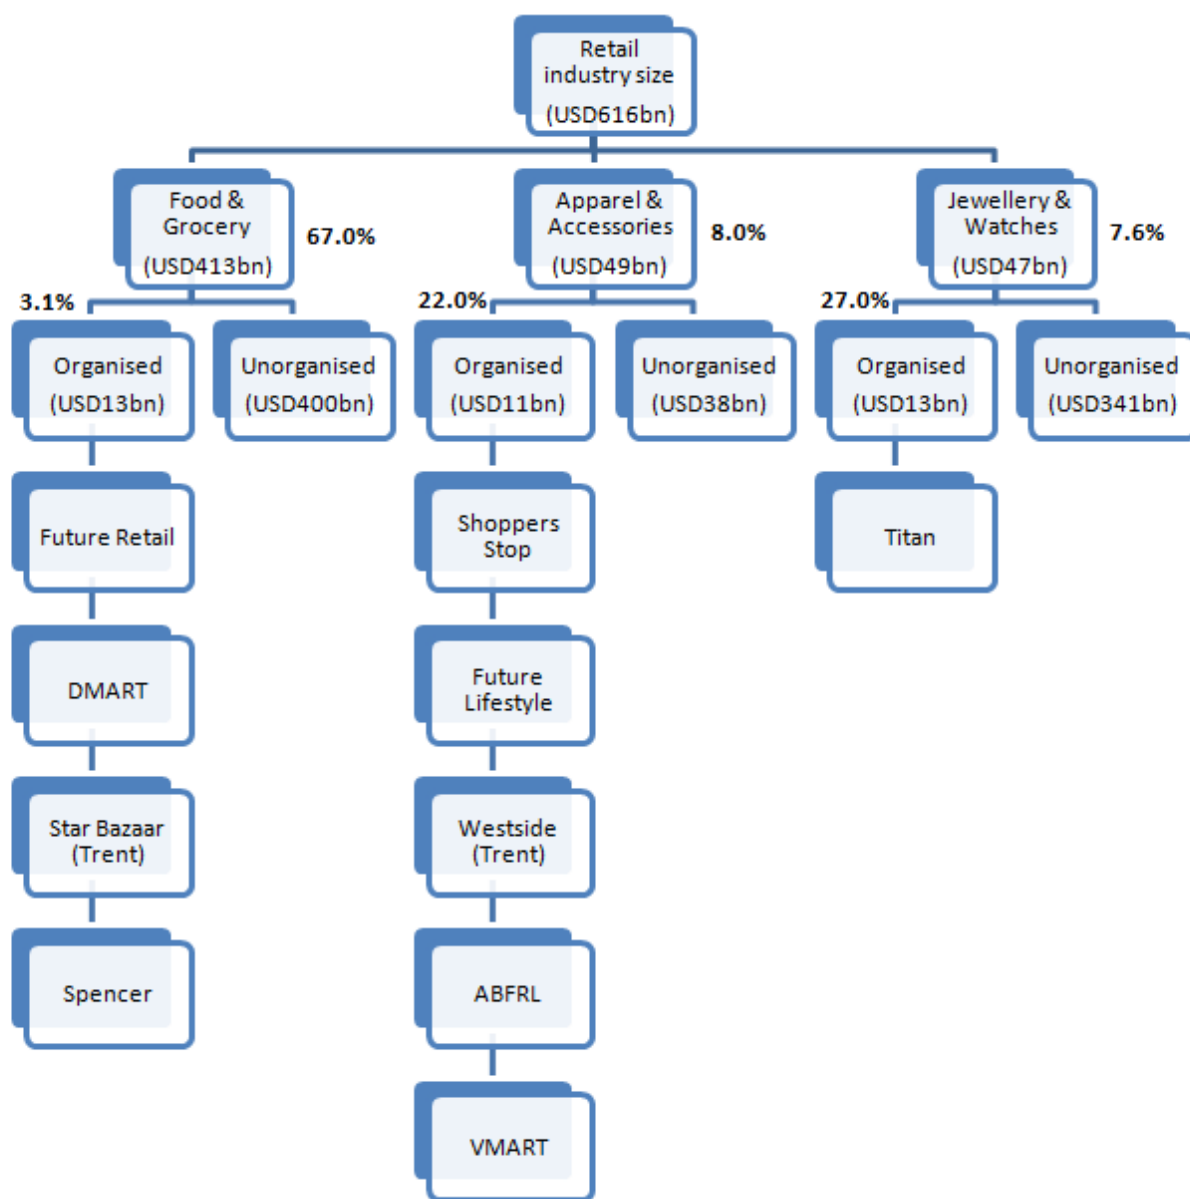 Retail
industry size
(USD616bn)
Food &
Grocery
(USD413bn)
67.0%
Apparel &
Accessories
(USD49bn)
8.0%
Jewellery &
Watches
(USD47bn)
7.6%
3.1%
Organised
(USD13bn)
Unorganised
(USD400bn)
22.0%
Organised
(USD11bn)
Unorganised
(USD38bn)
27.0%
Organised
(USD13bn)
Unorganised
(USD341bn)
Future Retail
Shoppers
Stop
Titan
DMART
Future
Lifestyle
Star Bazaar
(Trent)
Westside
(Trent)
Spencer
ABFRL
VMART